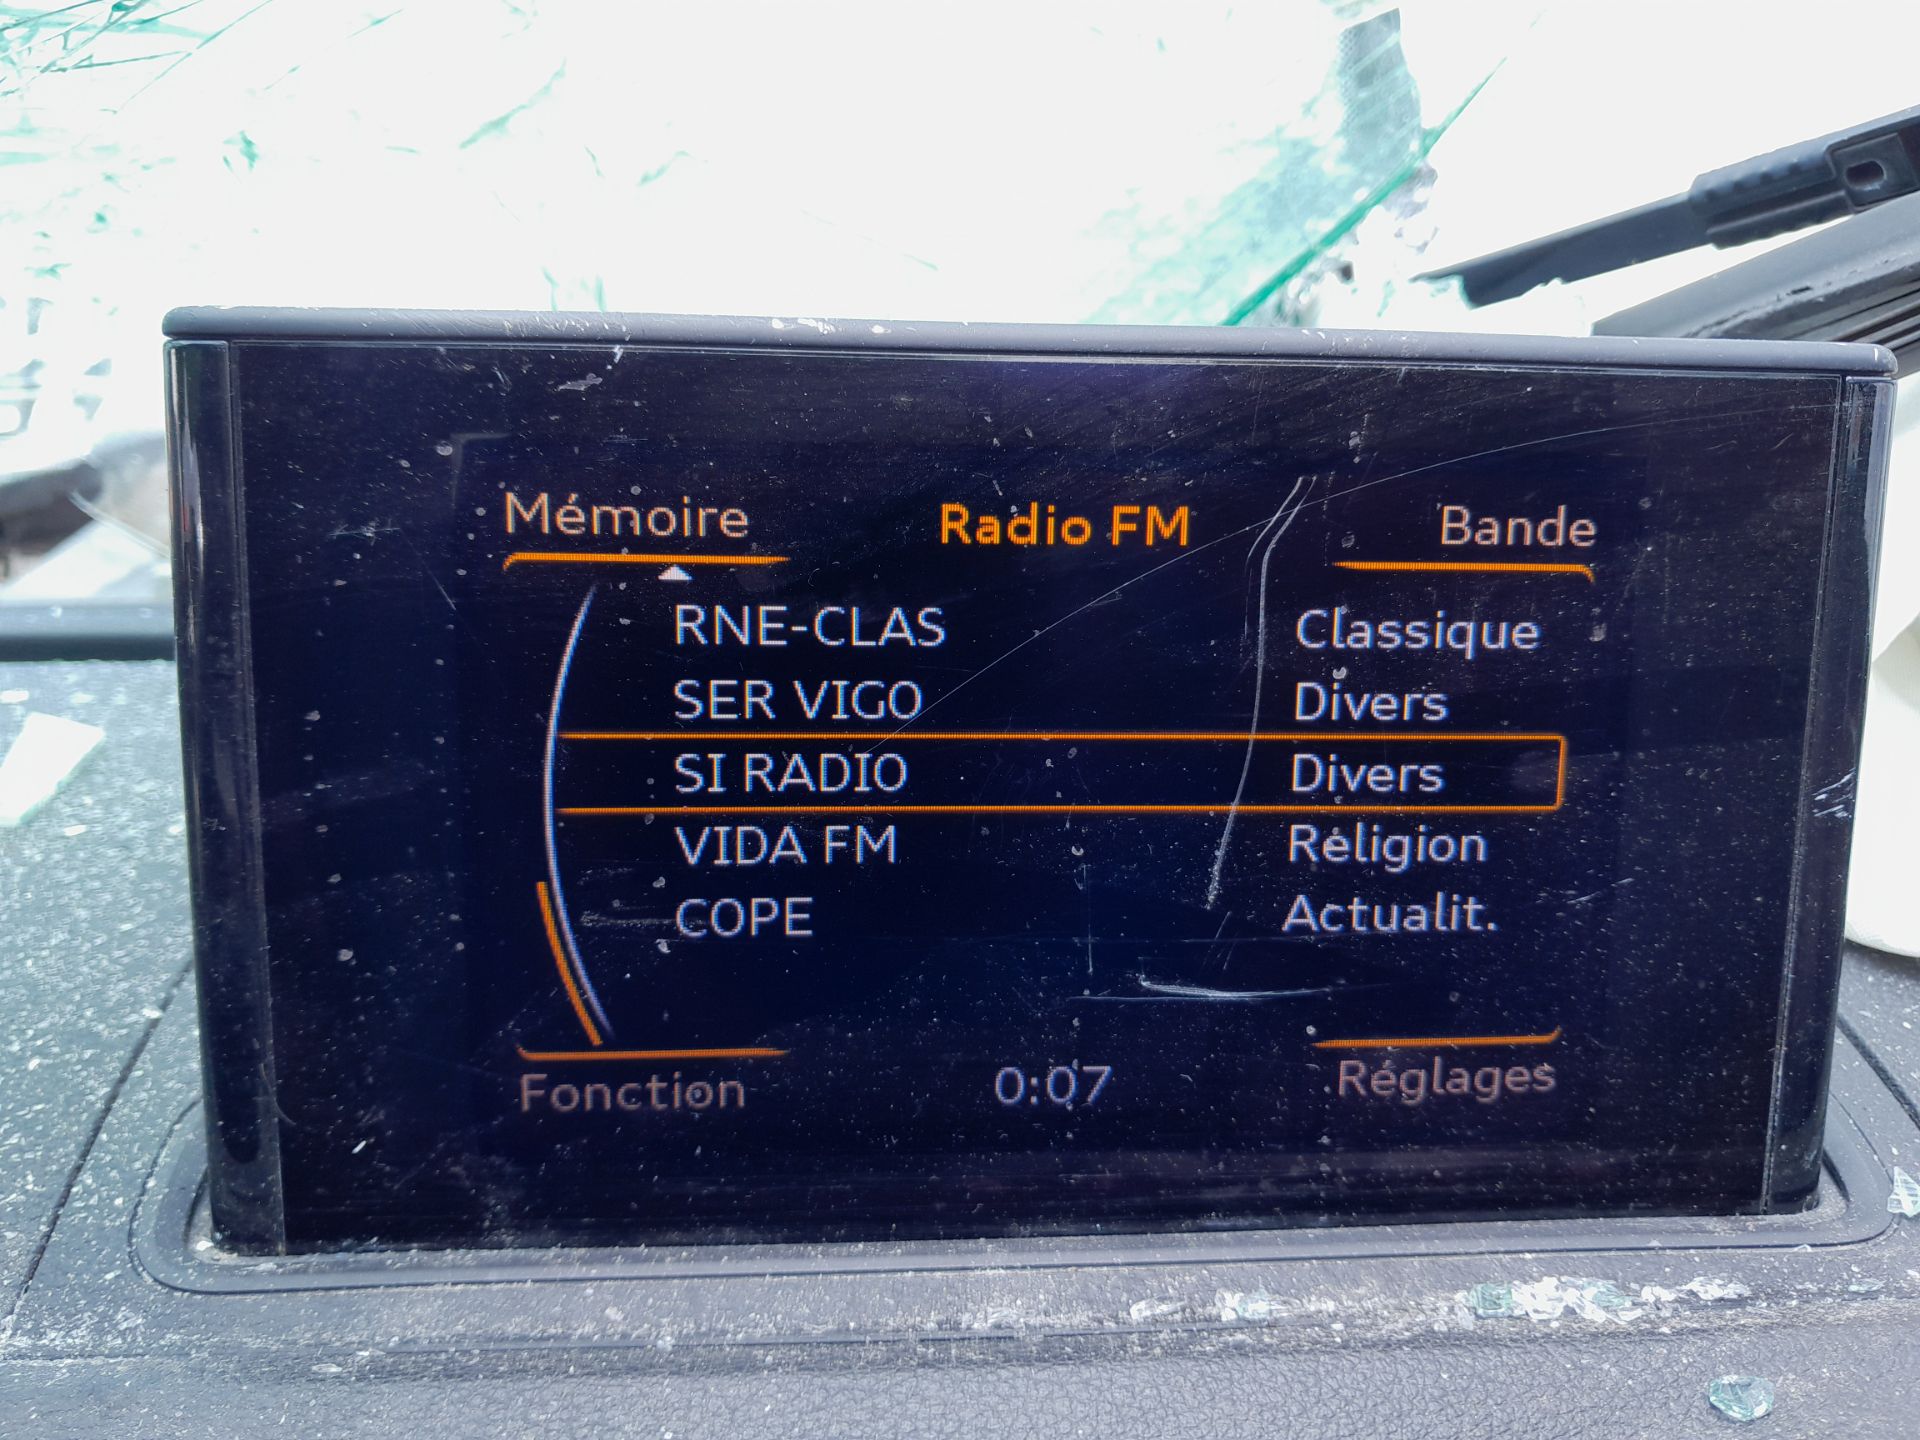 Mémoire Radio FM Bande
RNE-CLAS Classique
SER VIGO Divers
SI RADIO Divers
VIDA FM Réligion
COPE Actualit.
Fonction 0:07 Réglages